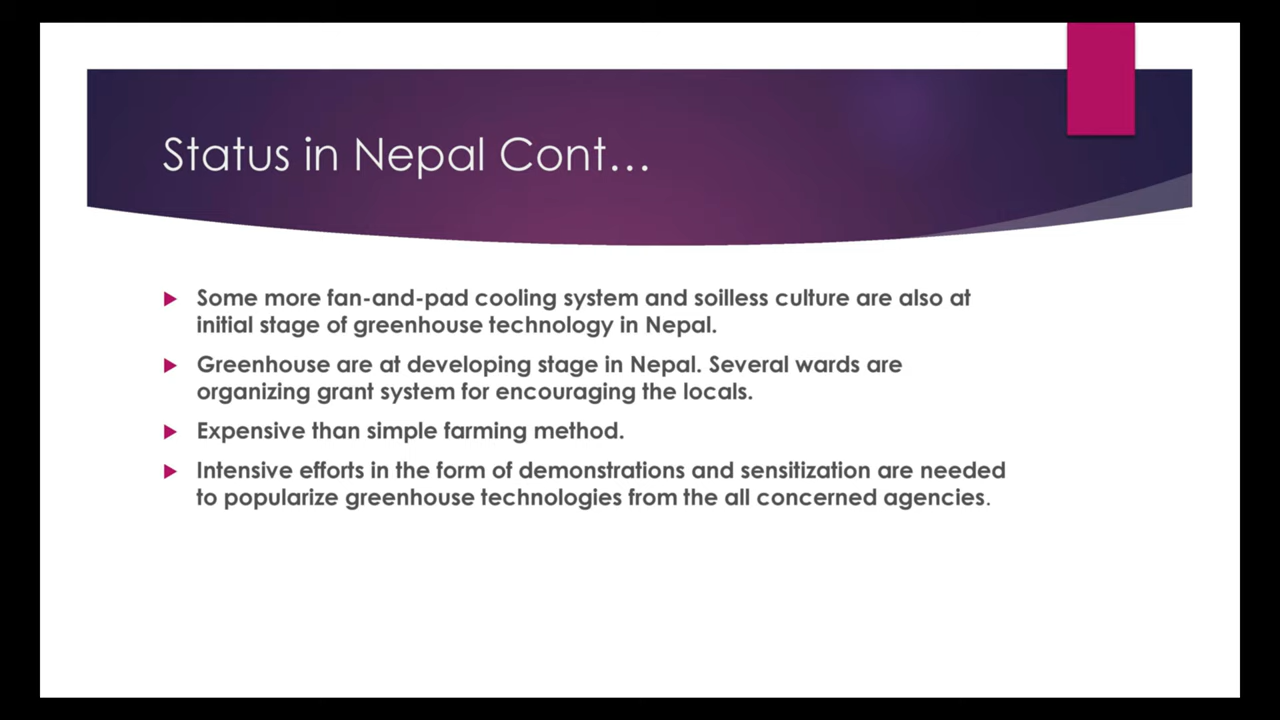 Status in Nepal Cont...
Some more fan-and-pad cooling system and soilless culture are also at
initial stage of greenhouse technology in Nepal.
Greenhouse are at developing stage in Nepal. Several wards are
organizing grant system for encouraging the locals.
Expensive than simple farming method.
Intensive efforts in the form of demonstrations and sensitization are needed
to popularize greenhouse technologies from the all concerned agencies.